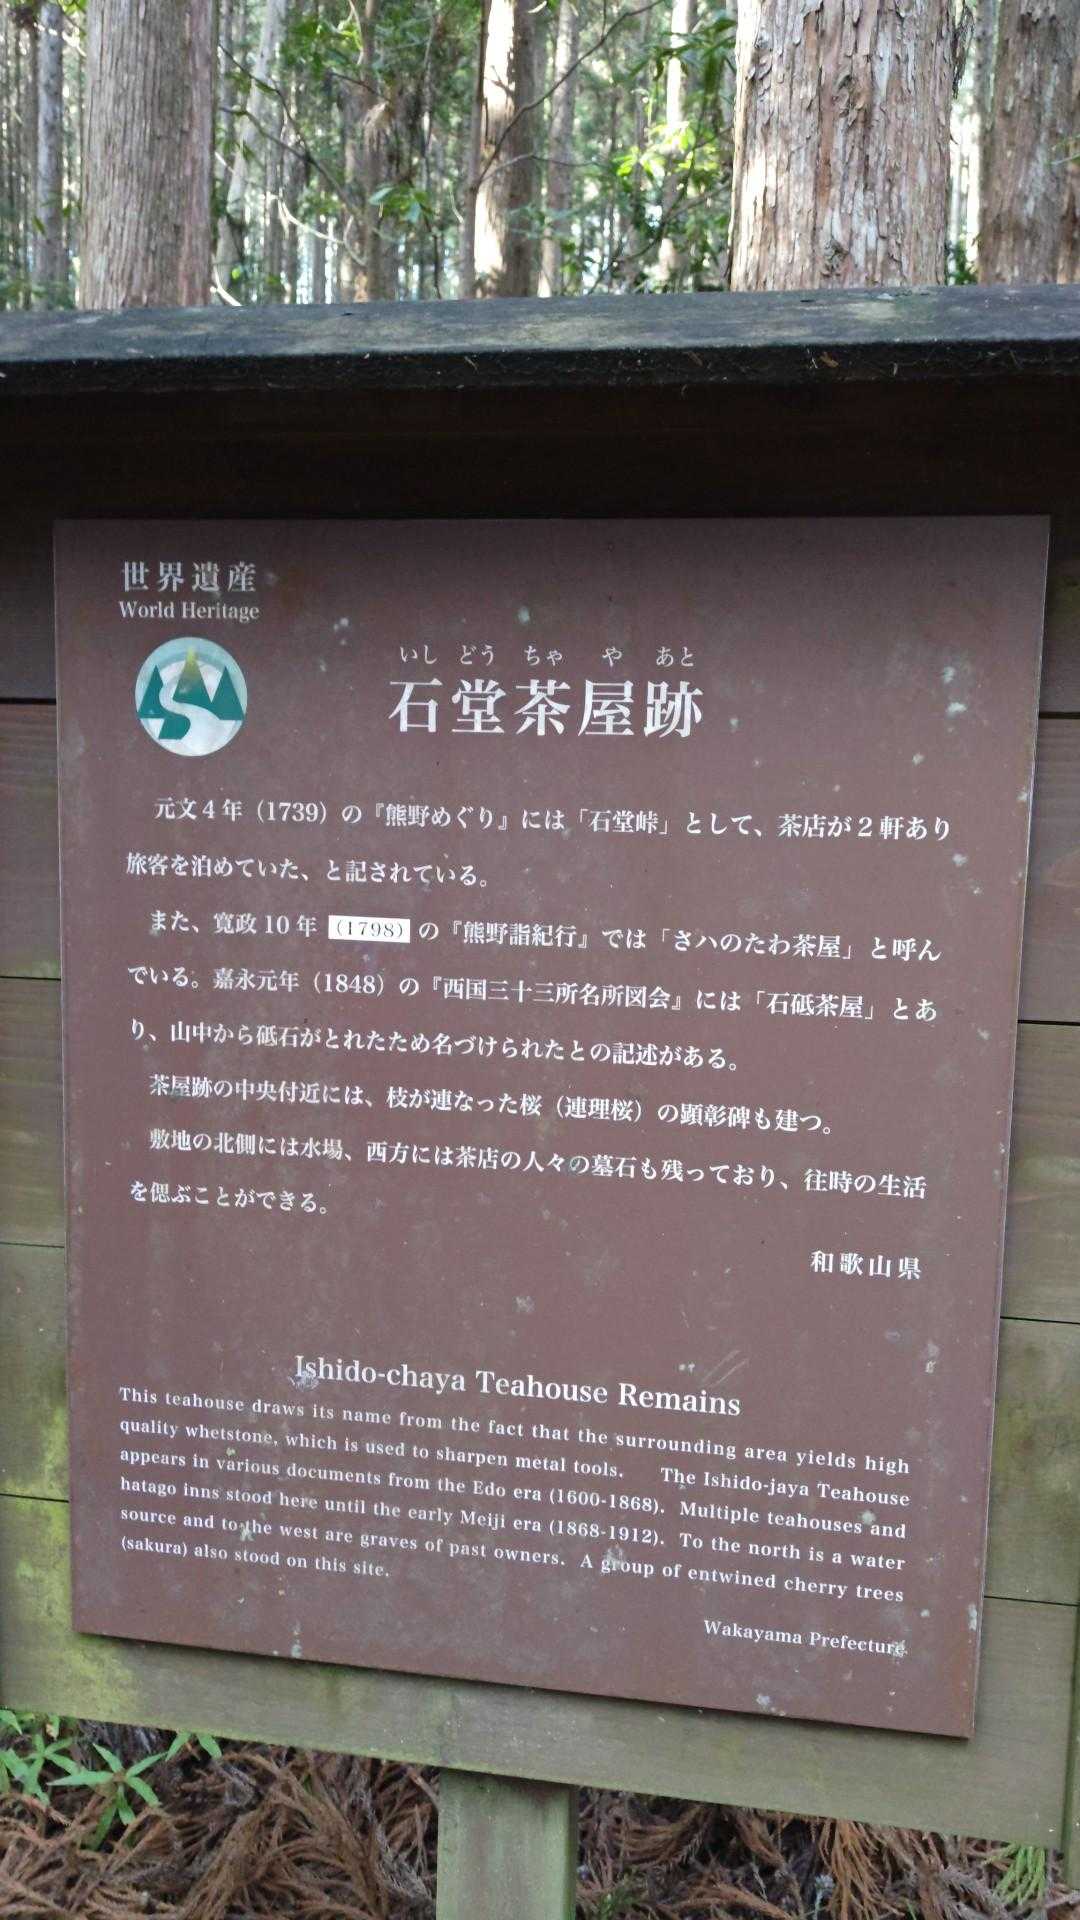 世界遺産
World Heritage
いし どう ちゃ や あと
石堂茶屋跡
元文4年（1739）の『熊野めぐり』には「石堂峠」として、茶店が2軒あり
旅客を泊めていた、と記されている。
また、寛政10年（1798）の『熊野詣紀行』では「さハのたわ茶屋」と呼ん
でいる。嘉永元年（1848）の『西国三十三所名所図会』には「石砥茶屋」とあ
り、山中から砥石がとれたため名づけられたとの記述がある。
茶屋跡の中央付近には、枝が連なった桜（連理桜）の顕彰碑も建つ。
敷地の北側には水場、西方には茶店の人々の墓石も残っており、往時の生活
を偲ぶことができる。
和歌山県
Ishido-chaya Teahouse Remains
This teahouse draws its name from the fact that the surrounding area yields high
quality whetstone, which is used to sharpen metal tools. The Ishido-jaya Teahouse
appears in various documents from the Edo era (1600-1868). Multiple teahouses and
hatago inns stood here until the early Meiji era (1868-1912). To the north is a water
source and to the west are graves of past owners. A group of entwined cherry trees
(sakura) also stood on this site.
Wakayama Prefecture